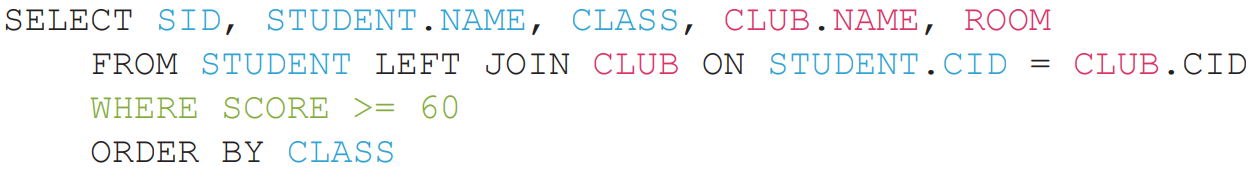 SELECT SID, STUDENT.NAME, CLASS, CLUB.NAME, ROOM
FROM STUDENT LEFT JOIN CLUB ON STUDENT.CID = CLUB.CID
WHERE SCORE >= 60
ORDER BY CLASS